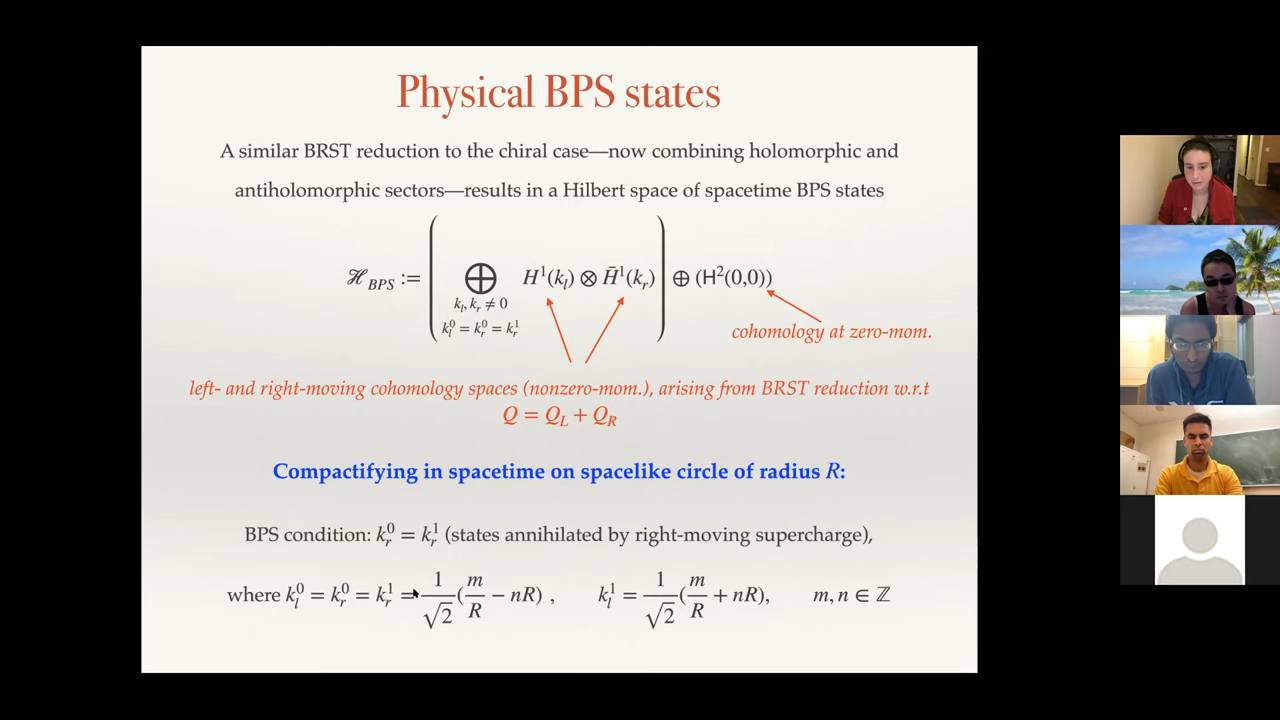 Physical BPS states
A similar BRST reduction to the chiral case—now combining holomorphic and
antiholomorphic sectors—results in a Hilbert space of spacetime BPS states
ℋ_BPS := ( ⊕_{k_l, k_r ≠ 0, k_l^0 = k_r^0 = k_r^1} H^1(k_l) ⊗ H̄^1(k_r) ) ⊕ (H^2(0,0))
cohomology at zero-mom.
left- and right-moving cohomology spaces (nonzero-mom.), arising from BRST reduction w.r.t
Q = Q_L + Q_R
Compactifying in spacetime on spacelike circle of radius R:
BPS condition: k_r^0 = k_r^1 (states annihilated by right-moving supercharge),
where k_l^0 = k_r^0 = k_r^1 = 1/√2 (m/R − nR) , k_l^1 = 1/√2 (m/R + nR), m, n ∈ ℤ